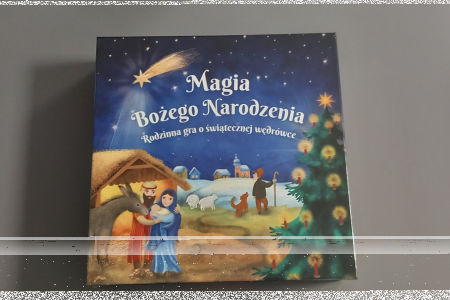 Magia
Bożego Narodzenia
Rodzinna gra o świątecznej wędrówce